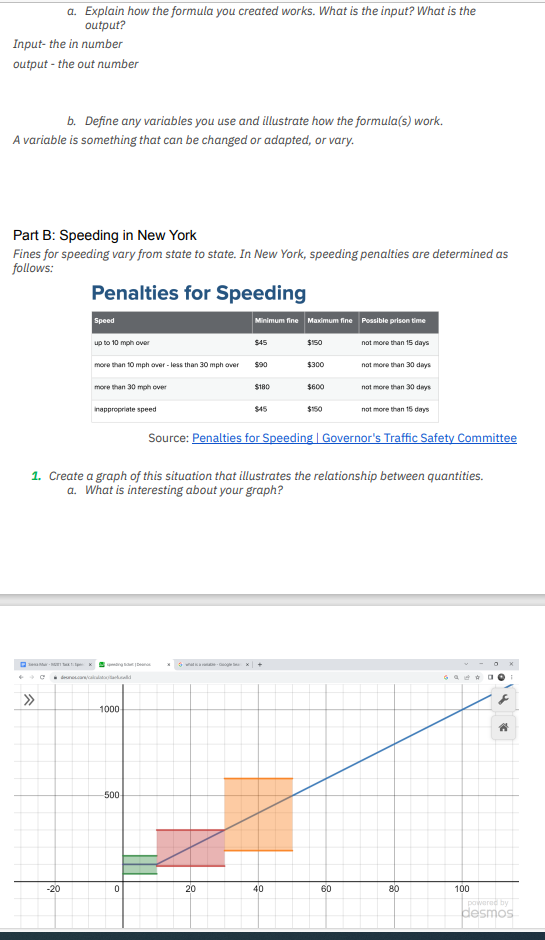 a. Explain how the formula you created works. What is the input? What is the
output?
Input- the in number
output - the out number
b. Define any variables you use and illustrate how the formula(s) work.
A variable is something that can be changed or adapted, or vary.
Part B: Speeding in New York
Fines for speeding vary from state to state. In New York, speeding penalties are determined as
follows:
Penalties for Speeding
Speed Minimum fine Maximum fine Possible prison time
up to 10 mph over $45 $150 not more than 15 days
more than 10 mph over - less than 30 mph over $90 $300 not more than 30 days
more than 30 mph over $180 $600 not more than 30 days
inappropriate speed $45 $150 not more than 15 days
Source: Penalties for Speeding | Governor's Traffic Safety Committee
1. Create a graph of this situation that illustrates the relationship between quantities.
a. What is interesting about your graph?
speeding ticket | Desmos
what is a variable - Google Sea
1000
500
-20 0 20 40 60 80 100
powered by
desmos